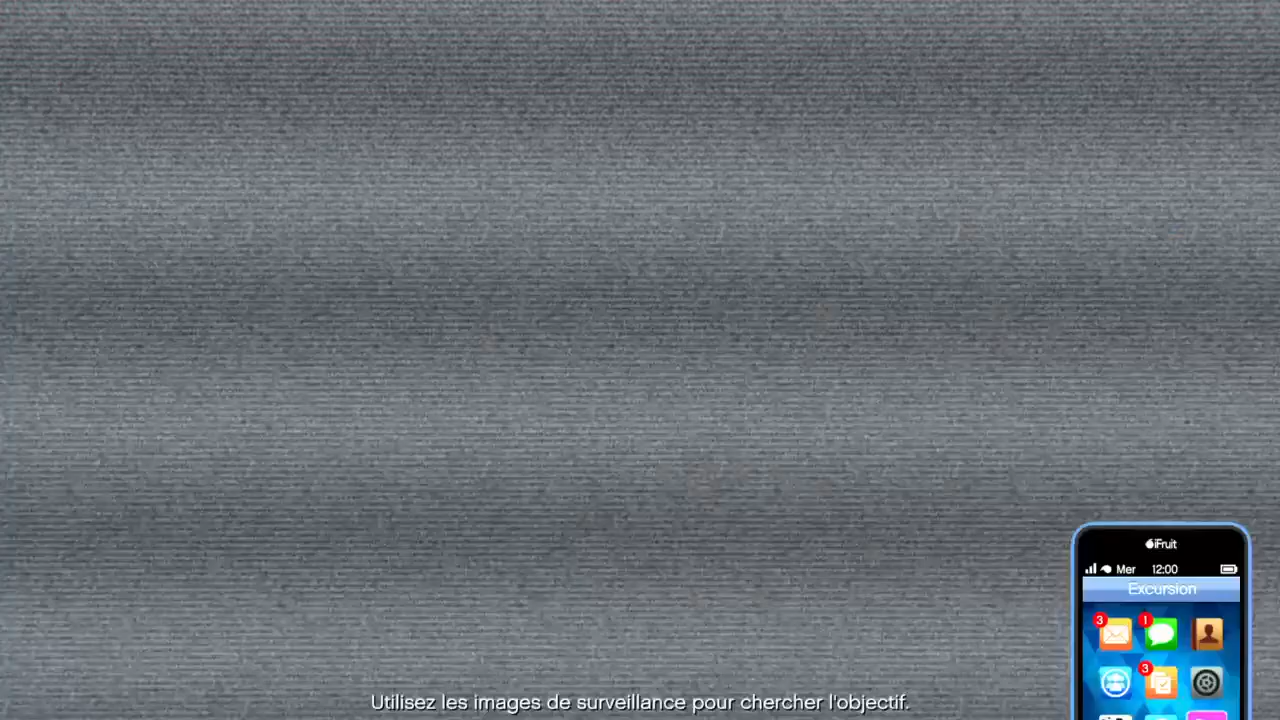 iFruit
Mer 12:00
Excursion
3
1
3
Utilisez les images de surveillance pour chercher l'objectif.